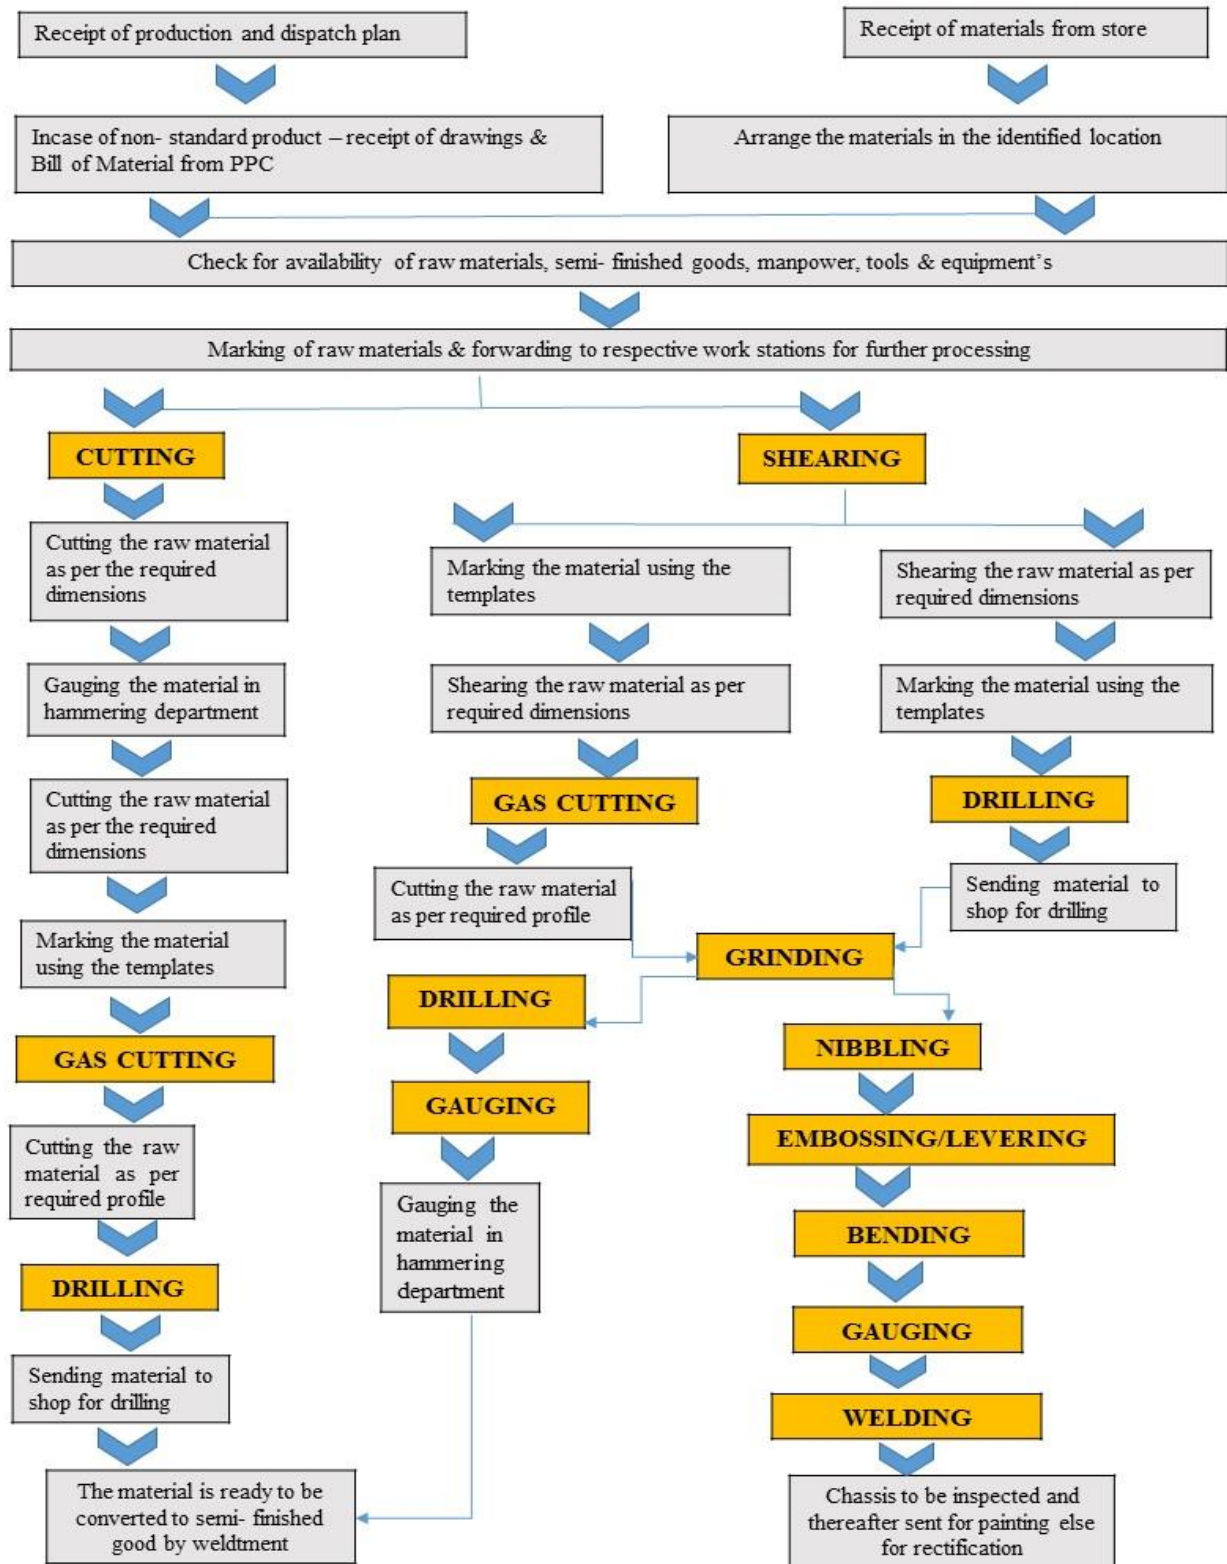 Receipt of production and dispatch plan
Receipt of materials from store
Incase of non- standard product – receipt of drawings &
Bill of Material from PPC
Arrange the materials in the identified location
Check for availability of raw materials, semi- finished goods, manpower, tools & equipment’s
Marking of raw materials & forwarding to respective work stations for further processing
CUTTING
SHEARING
Cutting the raw material
as per the required
dimensions
Gauging the material in
hammering department
Cutting the raw material
as per the required
dimensions
Marking the material
using the templates
GAS CUTTING
Cutting the raw
material as per
required profile
DRILLING
Sending material to
shop for drilling
The material is ready to be
converted to semi- finished
good by weldtment
Marking the material using the
templates
Shearing the raw material as per
required dimensions
GAS CUTTING
Cutting the raw material
as per required profile
Shearing the raw material as per
required dimensions
Marking the material using the
templates
DRILLING
Sending material to
shop for drilling
GRINDING
DRILLING
GAUGING
Gauging the
material in
hammering
department
NIBBLING
EMBOSSING/LEVERING
BENDING
GAUGING
WELDING
Chassis to be inspected and
thereafter sent for painting else
for rectification